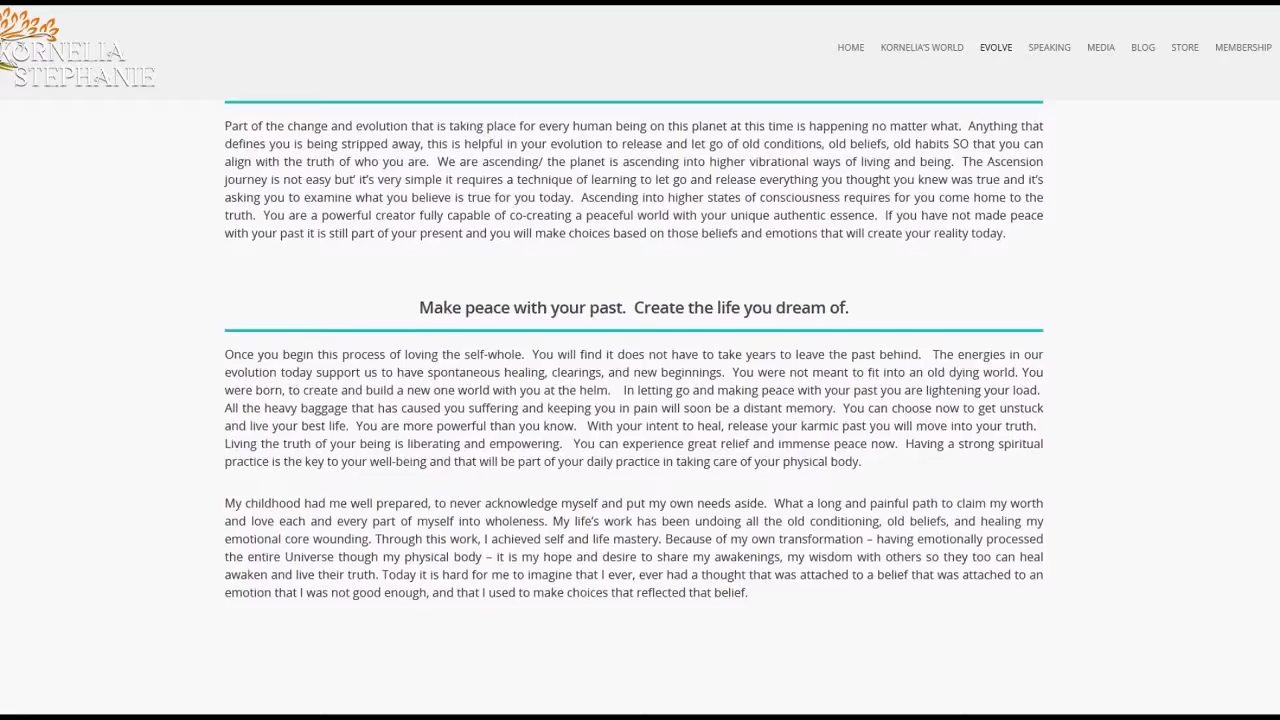 KORNELIA
STEPHANIE
HOME KORNELIA'S WORLD EVOLVE SPEAKING MEDIA BLOG STORE MEMBERSHIP
Part of the change and evolution that is taking place for every human being on this planet at this time is happening no matter what. Anything that
defines you is being stripped away, this is helpful in your evolution to release and let go of old conditions, old beliefs, old habits SO that you can
align with the truth of who you are. We are ascending/ the planet is ascending into higher vibrational ways of living and being. The Ascension
journey is not easy but' it's very simple it requires a technique of learning to let go and release everything you thought you knew was true and it's
asking you to examine what you believe is true for you today. Ascending into higher states of consciousness requires for you come home to the
truth. You are a powerful creator fully capable of co-creating a peaceful world with your unique authentic essence. If you have not made peace
with your past it is still part of your present and you will make choices based on those beliefs and emotions that will create your reality today.
Make peace with your past. Create the life you dream of.
Once you begin this process of loving the self-whole. You will find it does not have to take years to leave the past behind. The energies in our
evolution today support us to have spontaneous healing, clearings, and new beginnings. You were not meant to fit into an old dying world. You
were born, to create and build a new one world with you at the helm. In letting go and making peace with your past you are lightening your load.
All the heavy baggage that has caused you suffering and keeping you in pain will soon be a distant memory. You can choose now to get unstuck
and live your best life. You are more powerful than you know. With your intent to heal, release your karmic past you will move into your truth.
Living the truth of your being is liberating and empowering. You can experience great relief and immense peace now. Having a strong spiritual
practice is the key to your well-being and that will be part of your daily practice in taking care of your physical body.
My childhood had me well prepared, to never acknowledge myself and put my own needs aside. What a long and painful path to claim my worth
and love each and every part of myself into wholeness. My life's work has been undoing all the old conditioning, old beliefs, and healing my
emotional core wounding. Through this work, I achieved self and life mastery. Because of my own transformation – having emotionally processed
the entire Universe though my physical body – it is my hope and desire to share my awakenings, my wisdom with others so they too can heal
awaken and live their truth. Today it is hard for me to imagine that I ever, ever had a thought that was attached to a belief that was attached to an
emotion that I was not good enough, and that I used to make choices that reflected that belief.